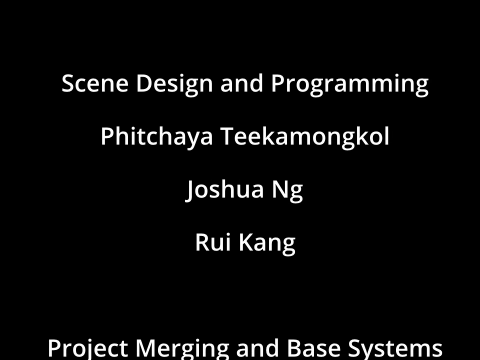 Scene Design and Programming
Phitchaya Teekamongkol
Joshua Ng
Rui Kang
Project Merging and Base Systems